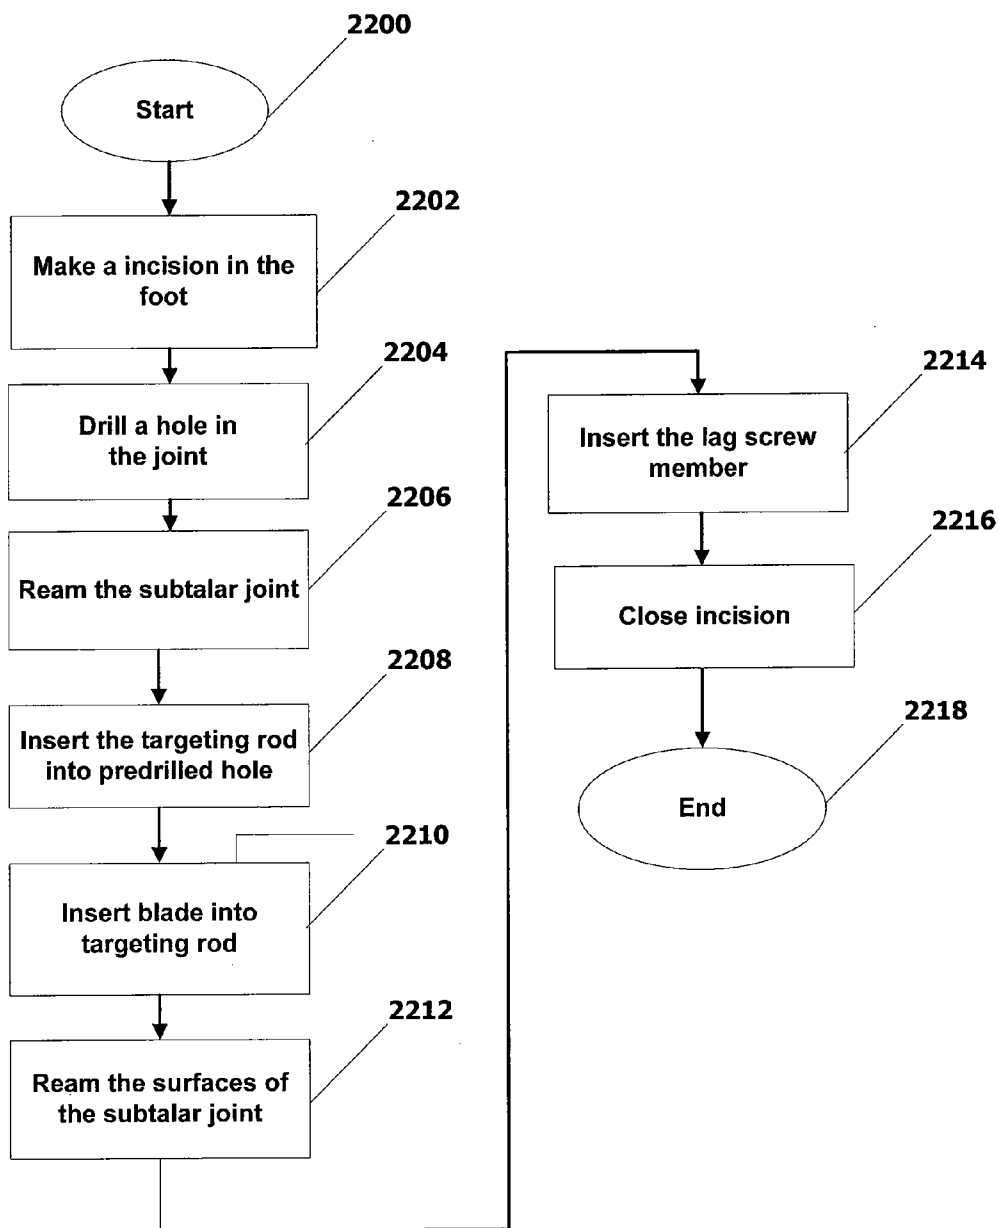 2200
Start
2202
Make a incision in the
foot
2204
Drill a hole in
the joint
2206
Ream the subtalar joint
2208
Insert the targeting rod
into predrilled hole
2210
Insert blade into
targeting rod
2212
Ream the surfaces of
the subtalar joint
2214
Insert the lag screw
member
2216
Close incision
2218
End